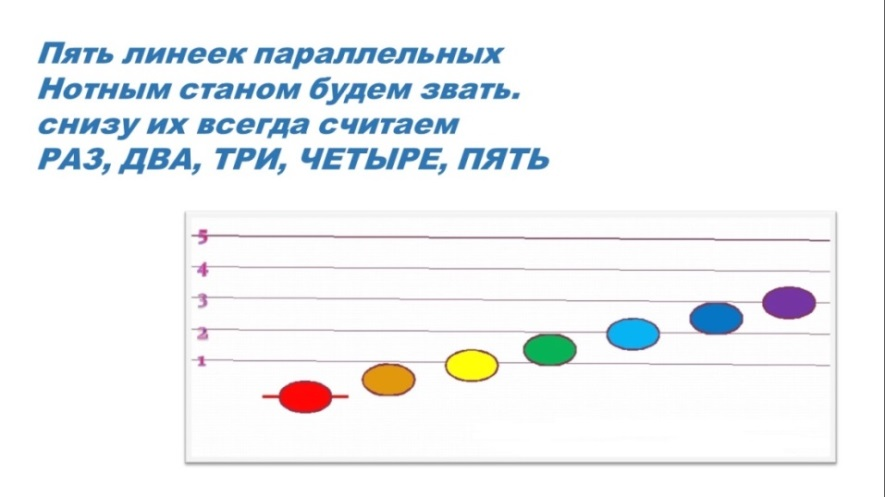 Пять линеек параллельных
Нотным станом будем звать.
снизу их всегда считаем
РАЗ, ДВА, ТРИ, ЧЕТЫРЕ, ПЯТЬ
5
4
3
2
1